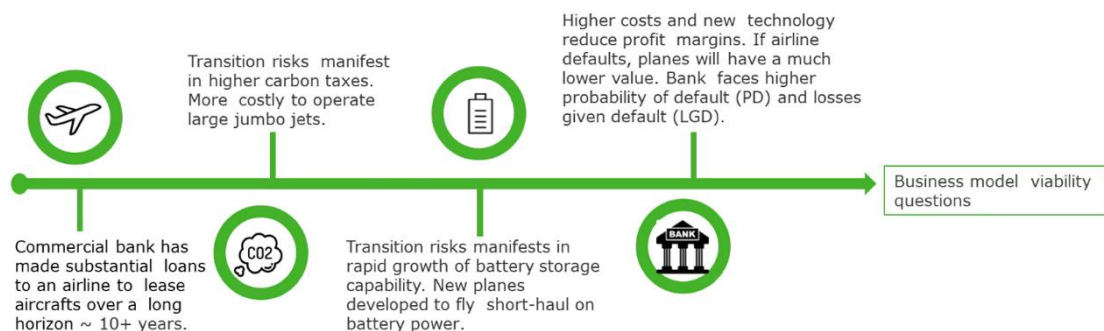 Commercial bank has
made substantial loans
to an airline to lease
aircrafts over a long
horizon ~ 10+ years.
Transition risks manifest
in higher carbon taxes.
More costly to operate
large jumbo jets.
CO2
Transition risks manifests in
rapid growth of battery storage
capability. New planes
developed to fly short-haul on
battery power.
Higher costs and new technology
reduce profit margins. If airline
defaults, planes will have a much
lower value. Bank faces higher
probability of default (PD) and losses
given default (LGD).
BANK
Business model viability
questions